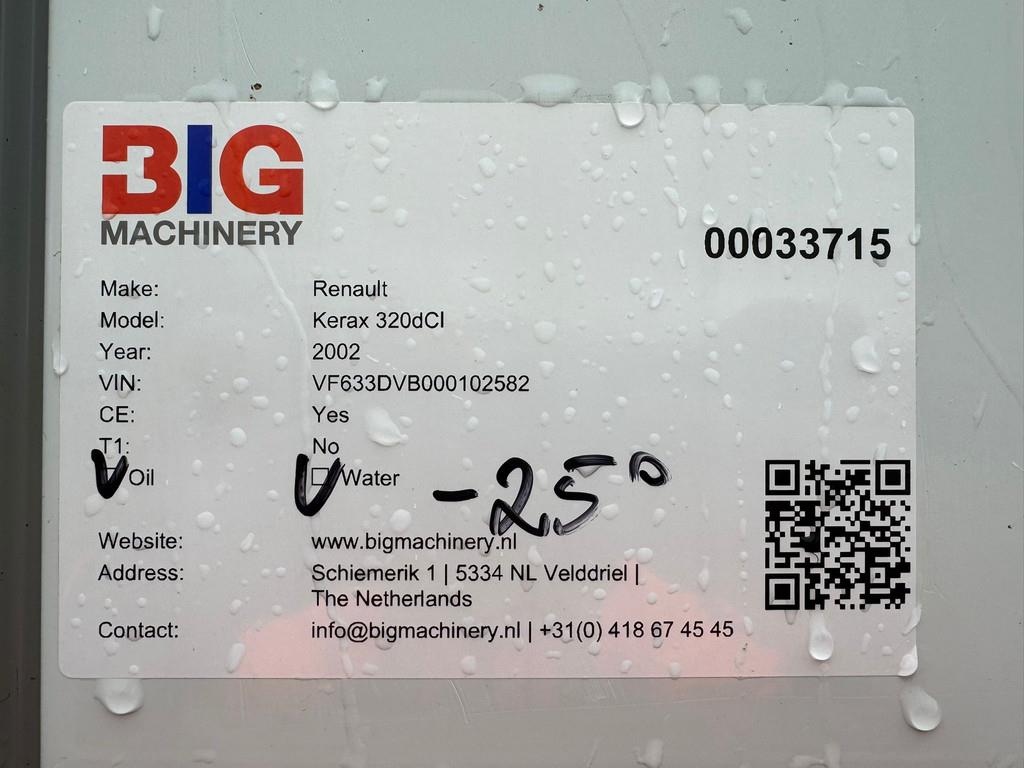 BIG
MACHINERY
00033715
Make: Renault
Model: Kerax 320dCI
Year: 2002
VIN: VF633DVB000102582
CE: Yes
T1: No
Oil Water -25°
Website: www.bigmachinery.nl
Address: Schiemerik 1 | 5334 NL Velddriel |
The Netherlands
Contact: info@bigmachinery.nl | +31(0) 418 67 45 45